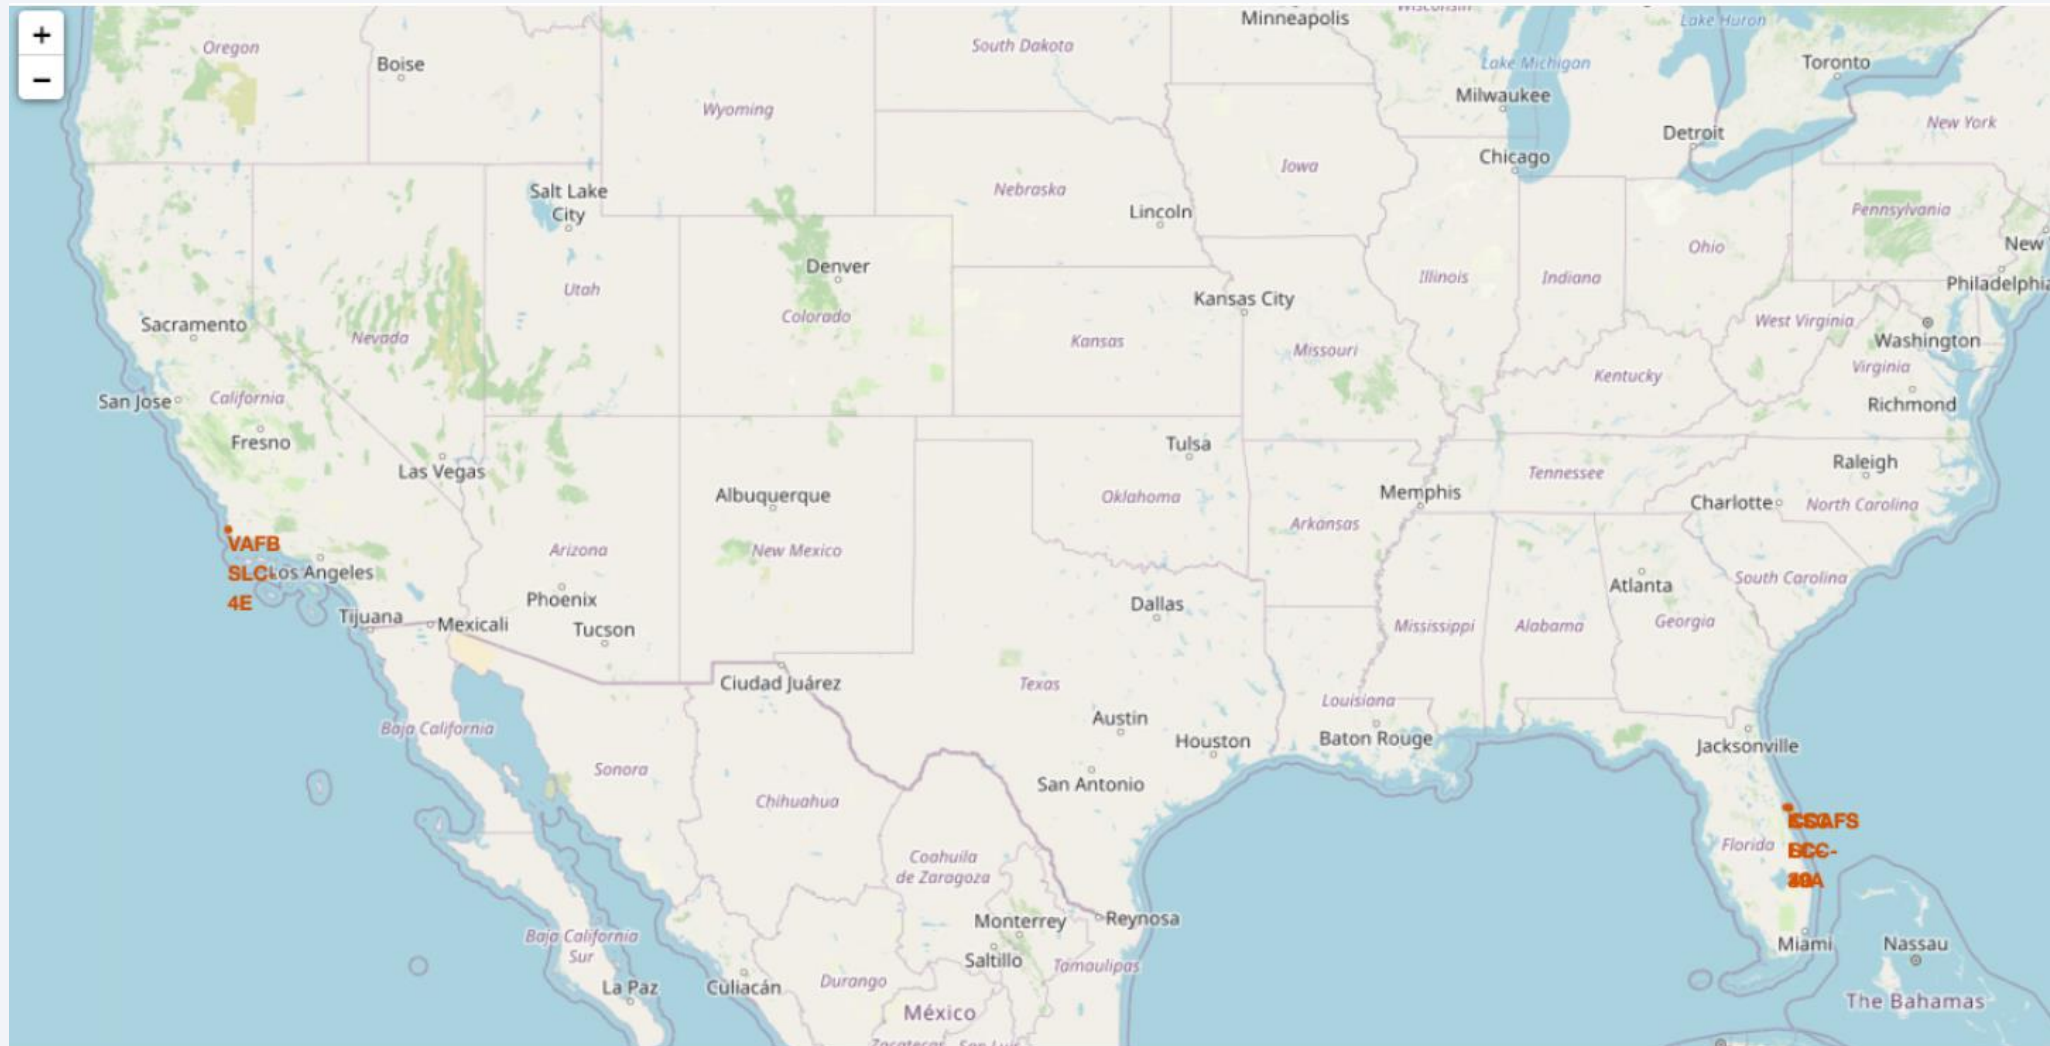 +
−
Minneapolis
Wisconsin
Lake Huron
Oregon
South Dakota
Boise
Lake Michigan
Toronto
Wyoming
Milwaukee
New York
Detroit
Chicago
Iowa
Salt Lake
City
Nebraska
Lincoln
Pennsylvania
New
Ohio
Denver
Illinois
Indiana
Utah
Philadelphia
Kansas City
Colorado
Sacramento
West Virginia
Nevada
Kansas
Washington
Missouri
Virginia
Kentucky
San Jose
California
Richmond
Fresno
Tulsa
Las Vegas
Raleigh
Tennessee
Albuquerque
Oklahoma
Memphis
Charlotte
North Carolina
Arkansas
VAFB
SLC-
4E
Los Angeles
Arizona
New Mexico
South Carolina
Atlanta
Phoenix
Dallas
Tijuana
Mexicali
Tucson
Mississippi
Alabama
Georgia
Ciudad Juárez
Texas
Louisiana
Austin
Baja California
Houston
Baton Rouge
Jacksonville
Sonora
San Antonio
Chihuahua
Florida
Coahuila
de Zaragoza
Monterrey
Reynosa
Baja California
Sur
Miami
Nassau
Saltillo
Tamaulipas
La Paz
Culiacán
Durango
The Bahamas
México
Zacatecas
San Luis